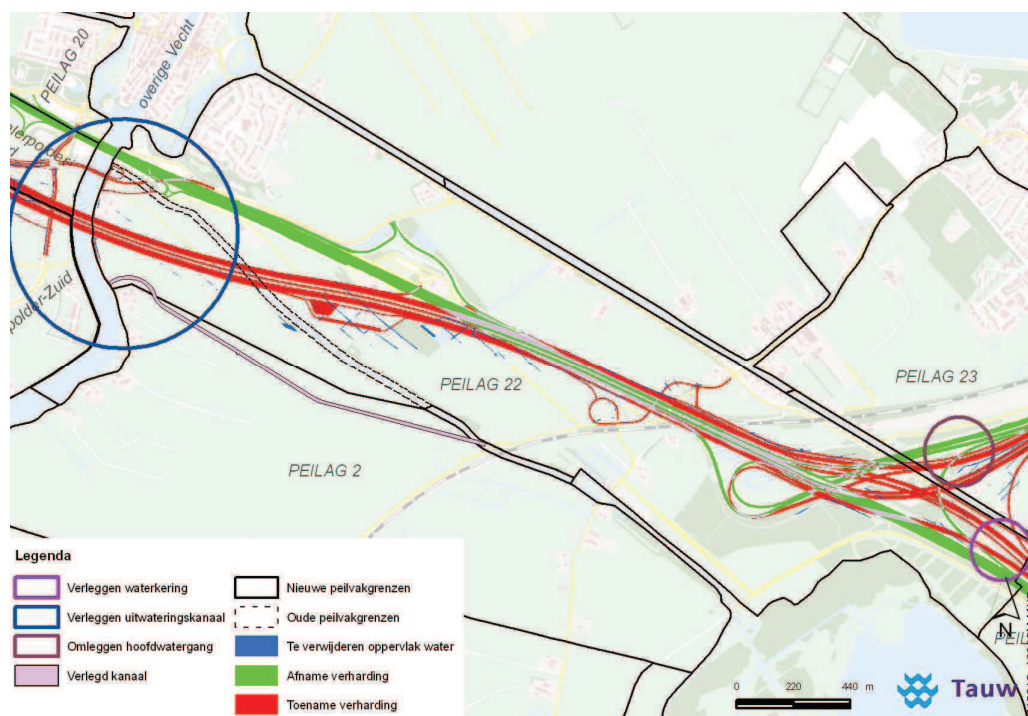 PEILAG 20
overige Vecht
PEILAG 22
PEILAG 23
PEILAG 2
polder-Zuid
Legenda
Verleggen waterkering
Verleggen uitwateringskanaal
Omleggen hoofdwatergang
Verlegd kanaal
Nieuwe peilvakgrenzen
Oude peilvakgrenzen
Te verwijderen oppervlak water
Afname verharding
Toename verharding
0 220 440 m
N
Tauw